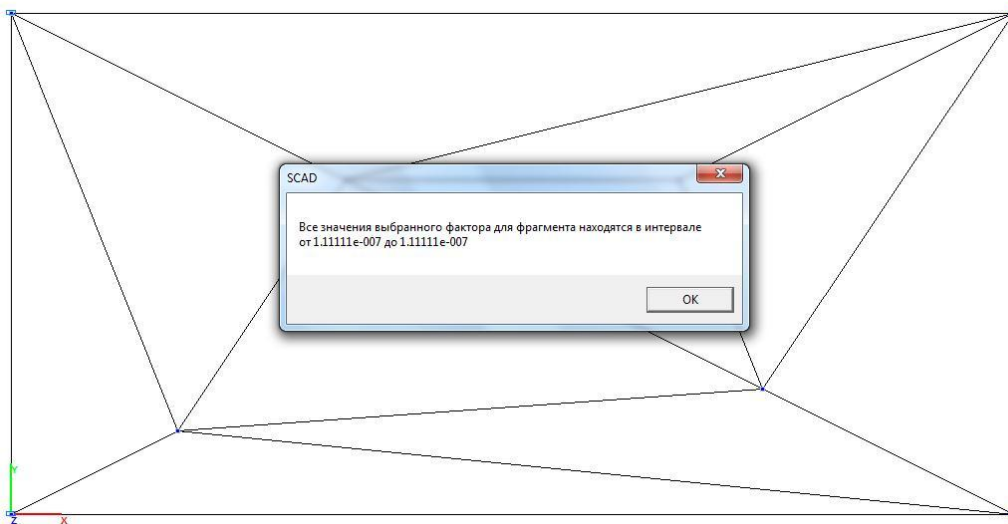 SCAD
Все значения выбранного фактора для фрагмента находятся в интервале
от 1.11111e-007 до 1.11111e-007
OK
Y
Z X